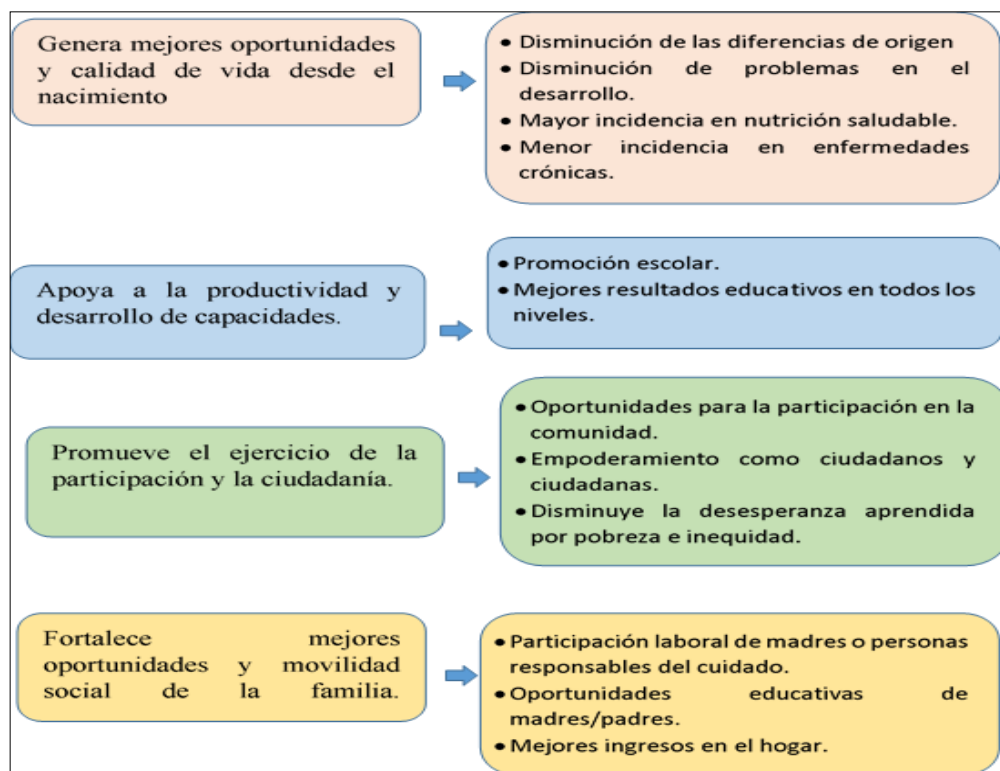 Genera mejores oportunidades
y calidad de vida desde el
nacimiento
• Disminución de las diferencias de origen
• Disminución de problemas en el
desarrollo.
• Mayor incidencia en nutrición saludable.
• Menor incidencia en enfermedades
crónicas.
Apoya a la productividad y
desarrollo de capacidades.
• Promoción escolar.
• Mejores resultados educativos en todos los
niveles.
Promueve el ejercicio de la
participación y la ciudadanía.
• Oportunidades para la participación en la
comunidad.
• Empoderamiento como ciudadanos y
ciudadanas.
• Disminuye la desesperanza aprendida
por pobreza e inequidad.
Fortalece mejores
oportunidades y movilidad
social de la familia.
• Participación laboral de madres o personas
responsables del cuidado.
• Oportunidades educativas de
madres/padres.
• Mejores ingresos en el hogar.